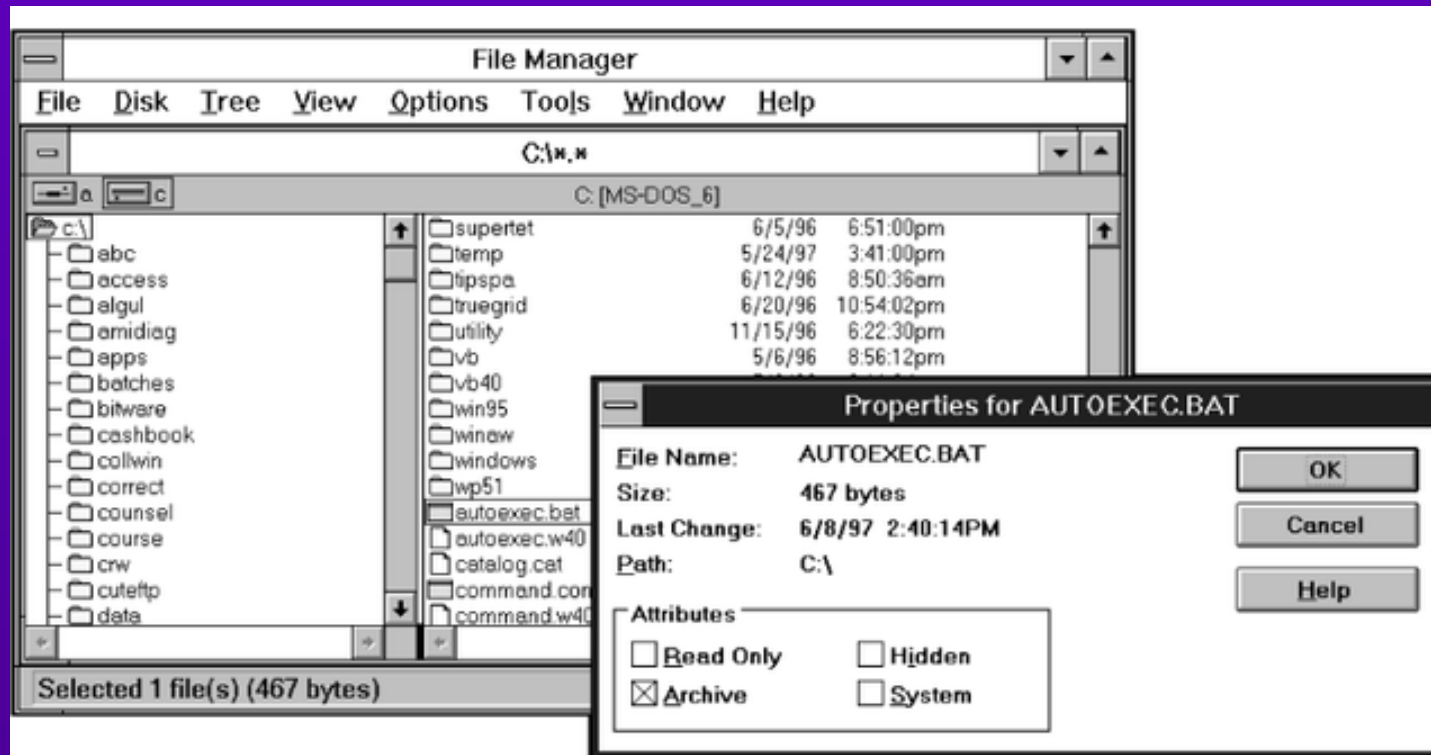 File Manager
File Disk Tree View Options Tools Window Help
C:\*.*
a c
C: [MS-DOS_6]
c:\
abc
access
algul
amidiag
apps
batches
bitware
cashbook
collwin
correct
counsel
course
crw
cuteftp
data
supertet 6/5/96 6:51:00pm
temp 5/24/97 3:41:00pm
tipspa 6/12/96 8:50:36am
truegrid 6/20/96 10:54:02pm
utility 11/15/96 6:22:30pm
vb 5/6/96 8:56:12pm
vb40
win95
winaw
windows
wp51
autoexec.bat
autoexec.w40
catalog.cat
command.com
command.w40
Selected 1 file(s) (467 bytes)
Properties for AUTOEXEC.BAT
File Name: AUTOEXEC.BAT
Size: 467 bytes
Last Change: 6/8/97 2:40:14PM
Path: C:\
Attributes
Read Only Hidden
Archive System
OK
Cancel
Help